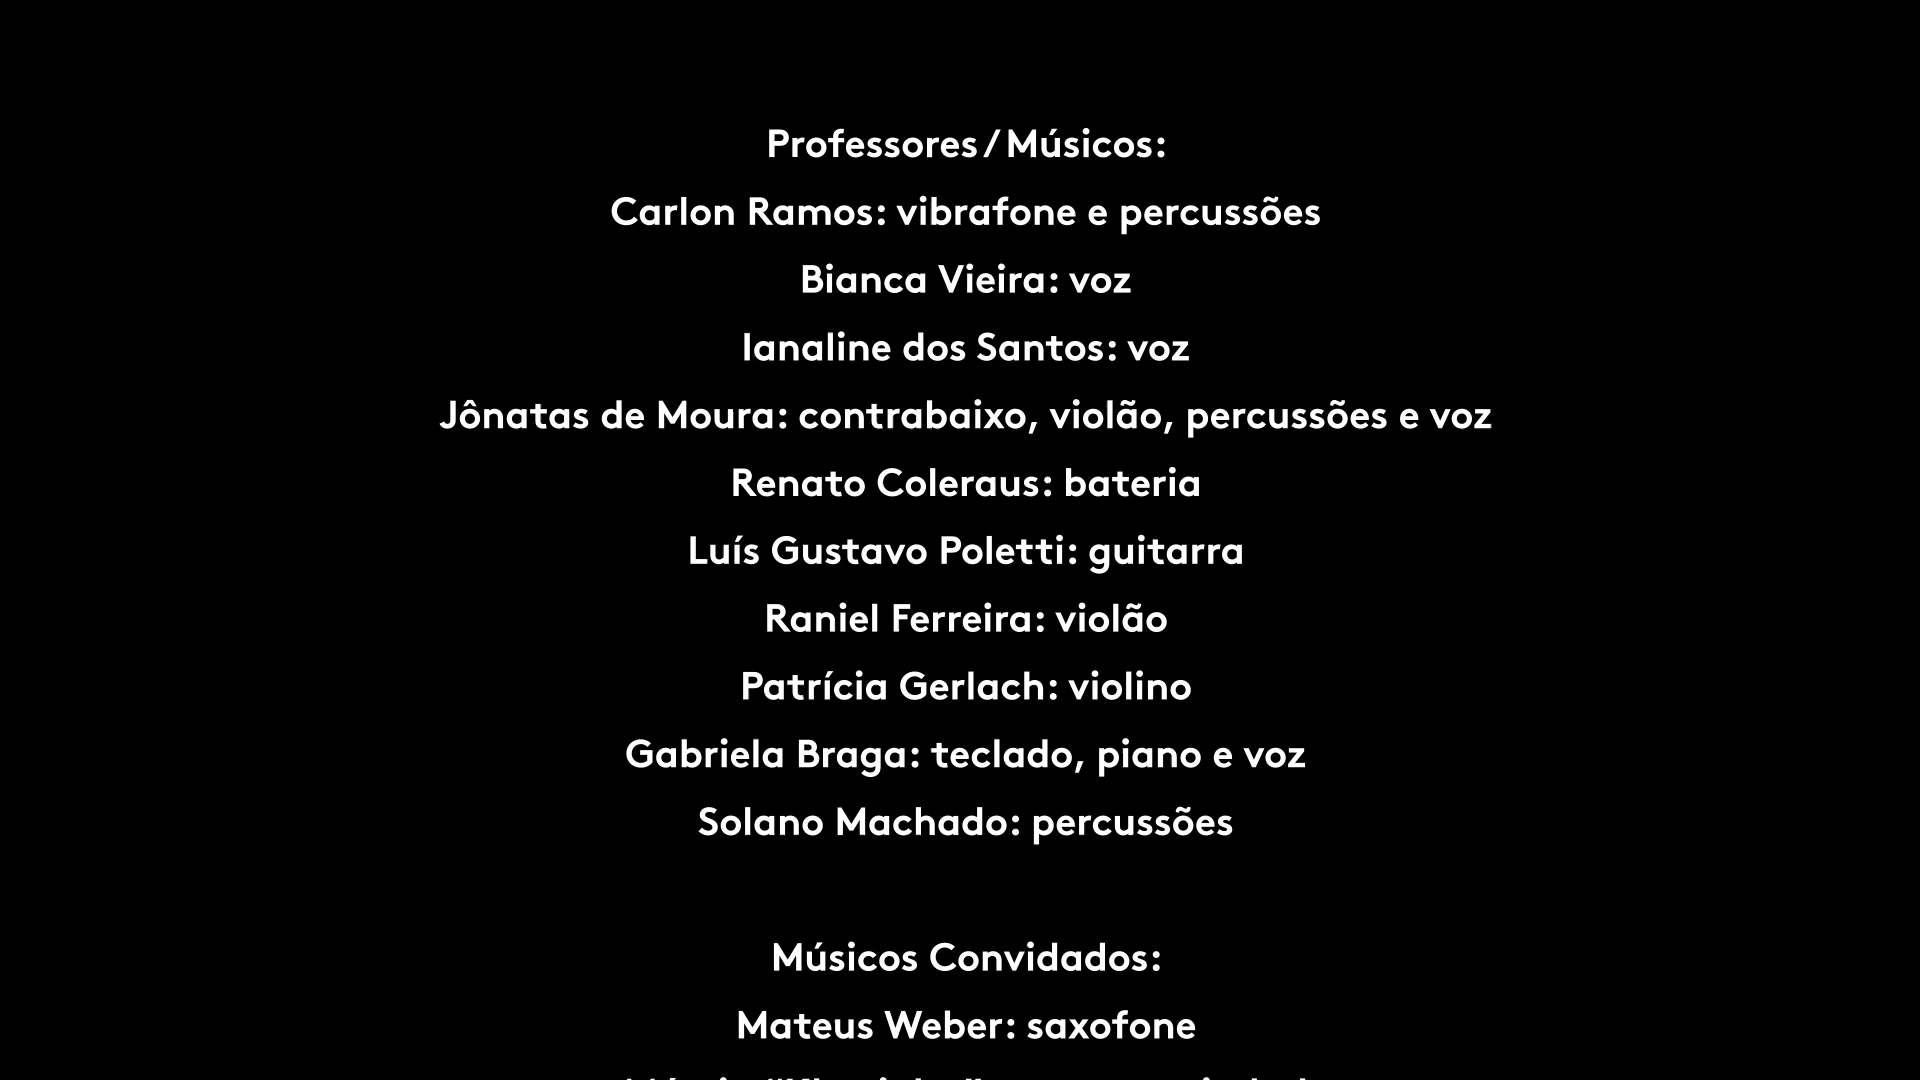 Professores / Músicos:
Carlon Ramos: vibrafone e percussões
Bianca Vieira: voz
Ianaline dos Santos: voz
Jônatas de Moura: contrabaixo, violão, percussões e voz
Renato Coleraus: bateria
Luís Gustavo Poletti: guitarra
Raniel Ferreira: violão
Patrícia Gerlach: violino
Gabriela Braga: teclado, piano e voz
Solano Machado: percussões
Músicos Convidados:
Mateus Weber: saxofone